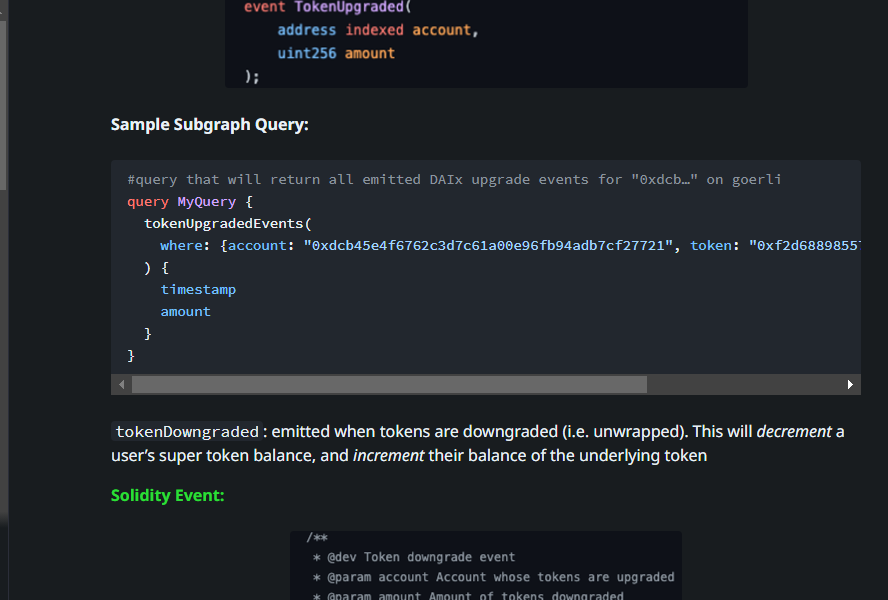 event TokenUpgraded(
address indexed account,
uint256 amount
);
Sample Subgraph Query:
#query that will return all emitted DAIx upgrade events for "0xdcb…" on goerli
query MyQuery {
tokenUpgradedEvents(
where: {account: "0xdcb45e4f6762c3d7c61a00e96fb94adb7cf27721", token: "0xf2d68898557
) {
timestamp
amount
}
}
tokenDowngraded: emitted when tokens are downgraded (i.e. unwrapped). This will decrement a
user’s super token balance, and increment their balance of the underlying token
Solidity Event:
/**
* @dev Token downgrade event
* @param account Account whose tokens are upgraded
* @param amount Amount of tokens downgraded